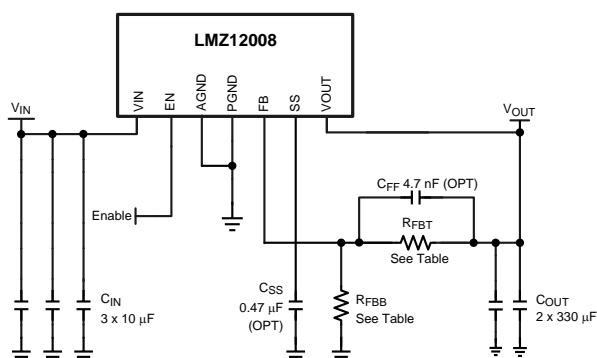 LMZ12008
VIN
EN
AGND
PGND
FB
SS
VOUT
VIN
VOUT
Enable
CFF 4.7 nF (OPT)
RFBT
See Table
CIN
3 x 10 μF
CSS
0.47 μF
(OPT)
RFBB
See Table
COUT
2 x 330 μF